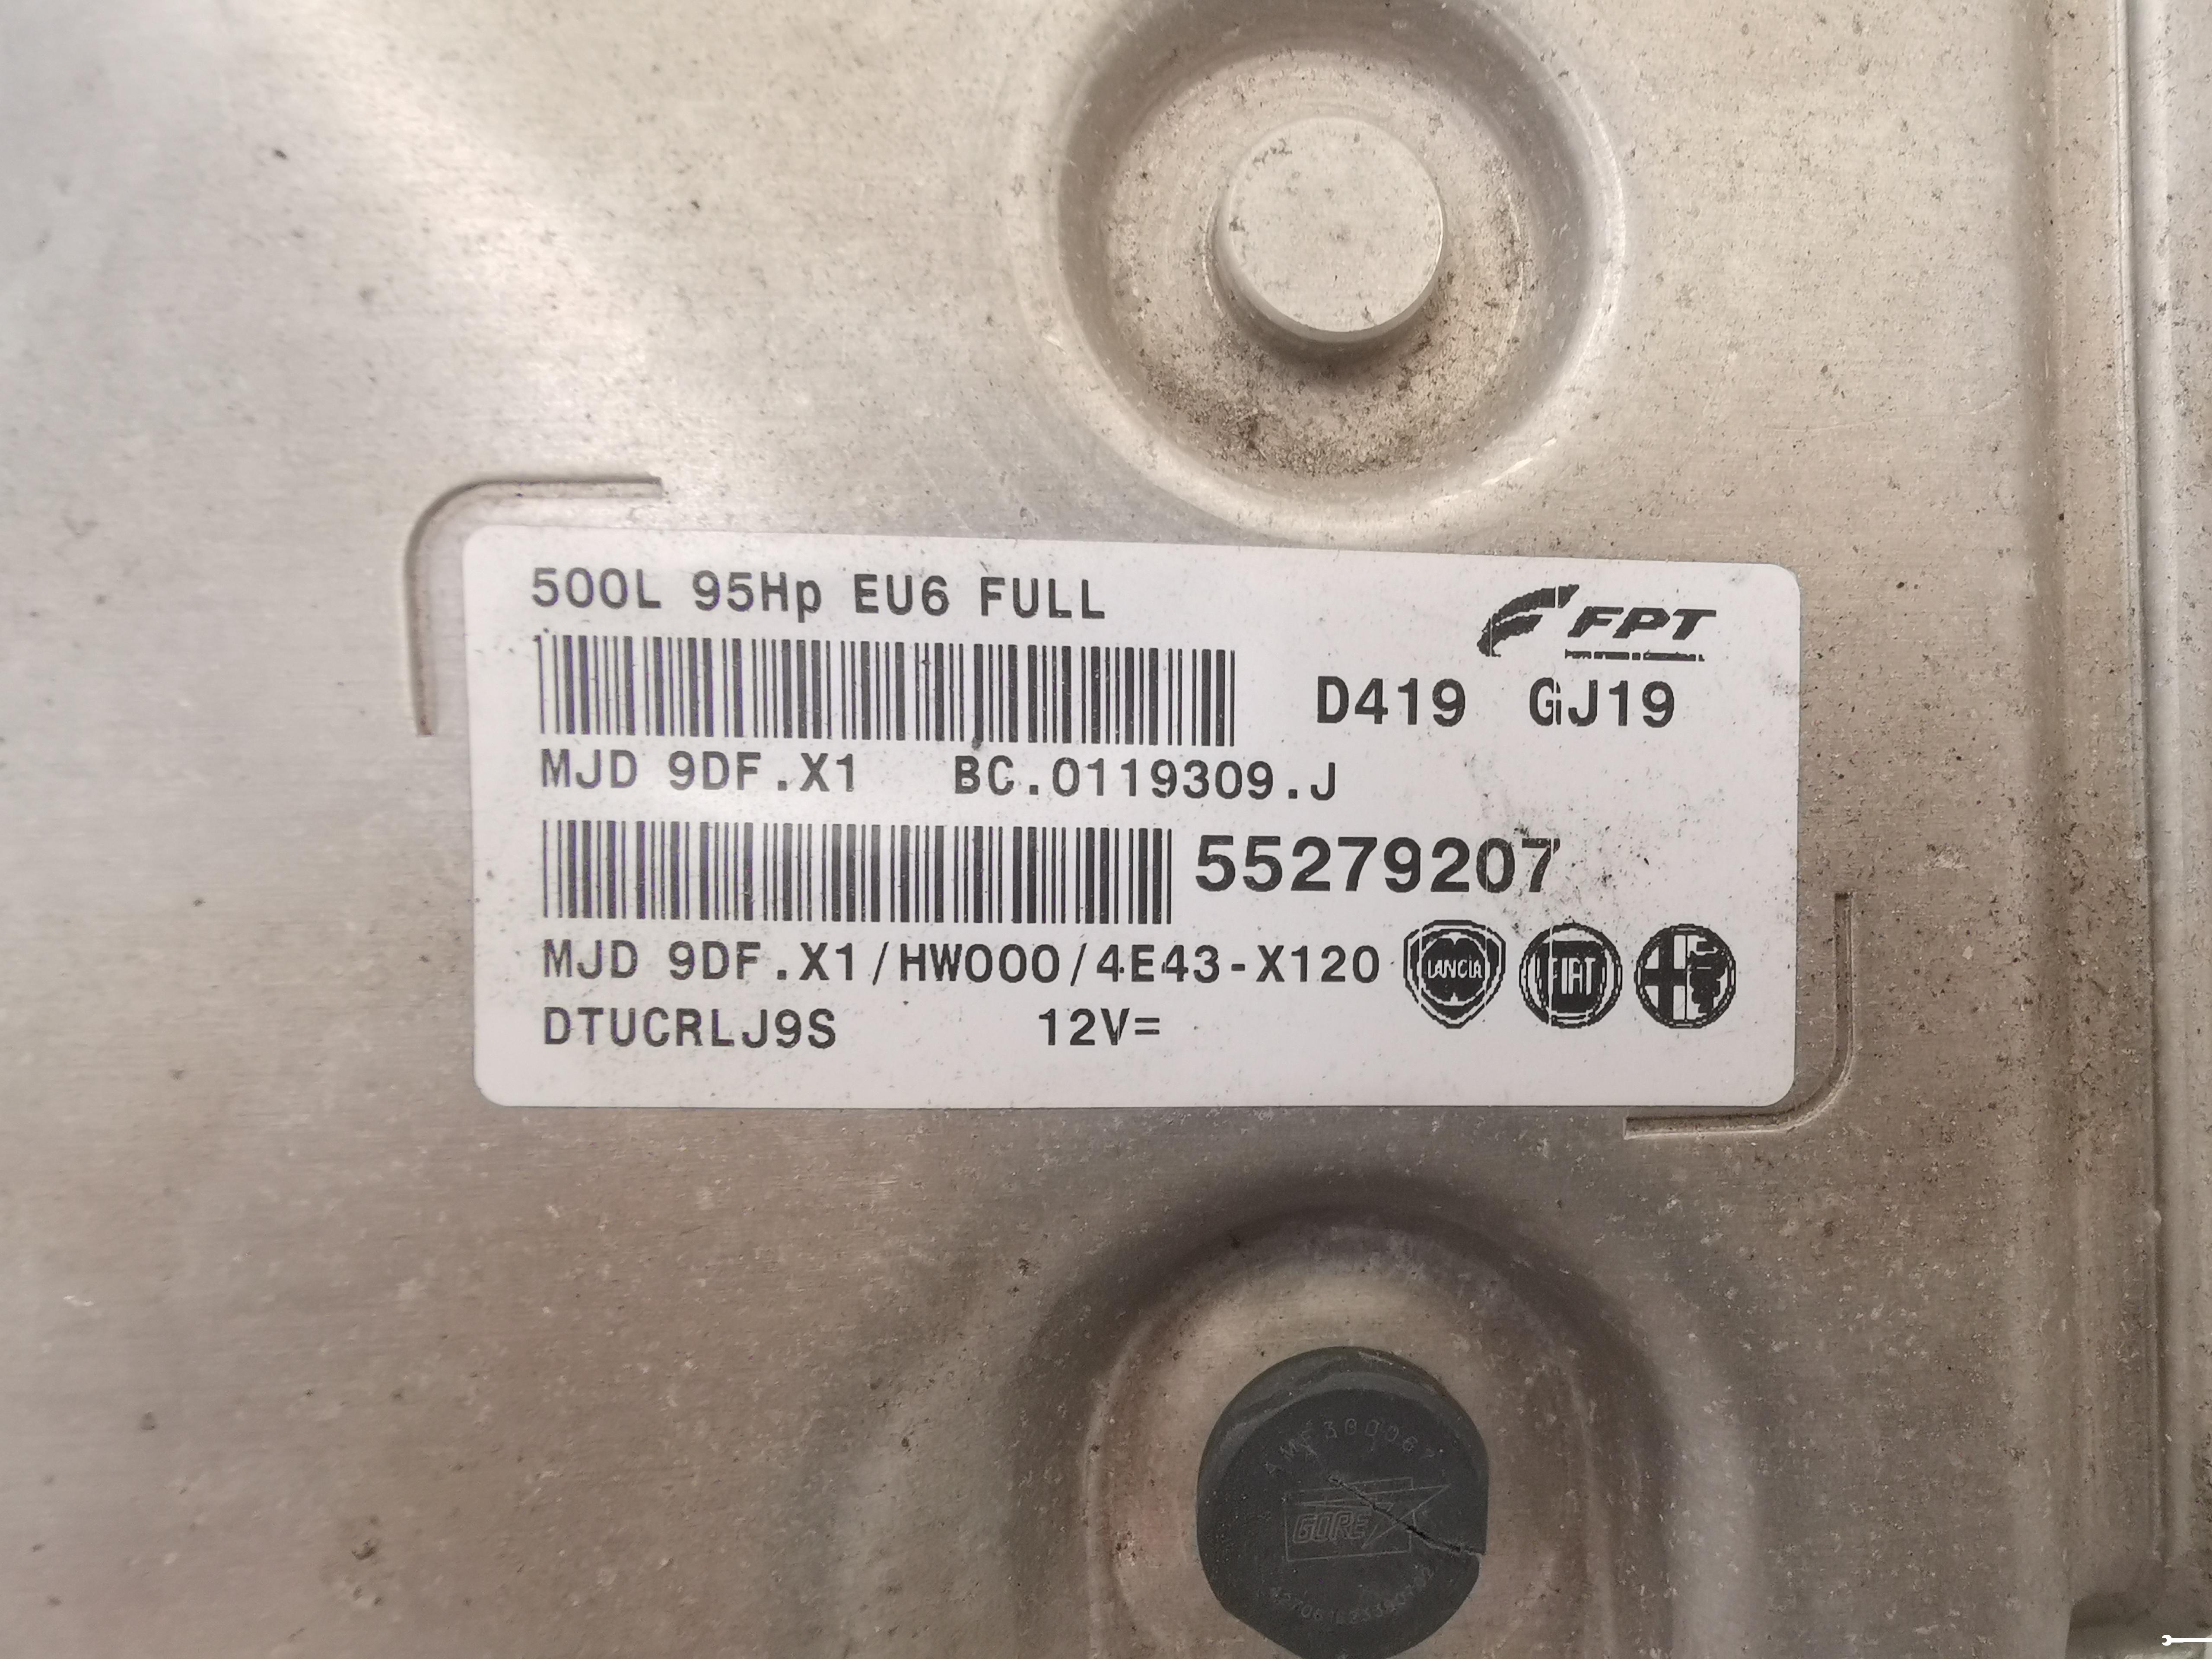 500L 95Hp EU6 FULL
FPT
D419 GJ19
MJD 9DF.X1 BC.0119309.J
55279207
MJD 9DF.X1/HW000/4E43-X120
LANCIA
FIAT
DTUCRLJ9S 12V=
GORE